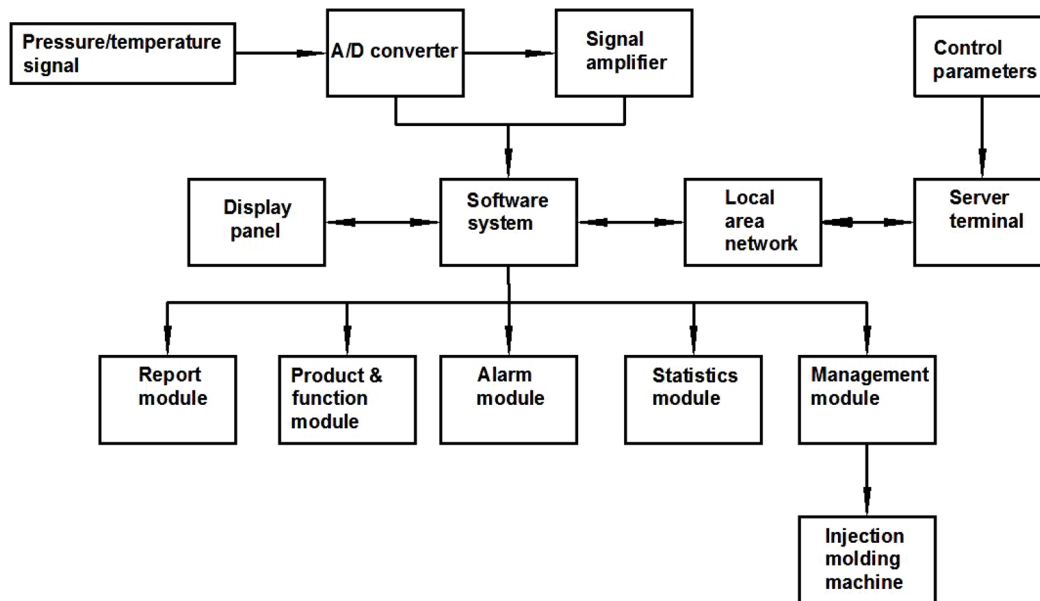 Pressure/temperature
signal
A/D converter
Signal
amplifier
Control
parameters
Display
panel
Software
system
Local
area
network
Server
terminal
Report
module
Product &
function
module
Alarm
module
Statistics
module
Management
module
Injection
molding
machine